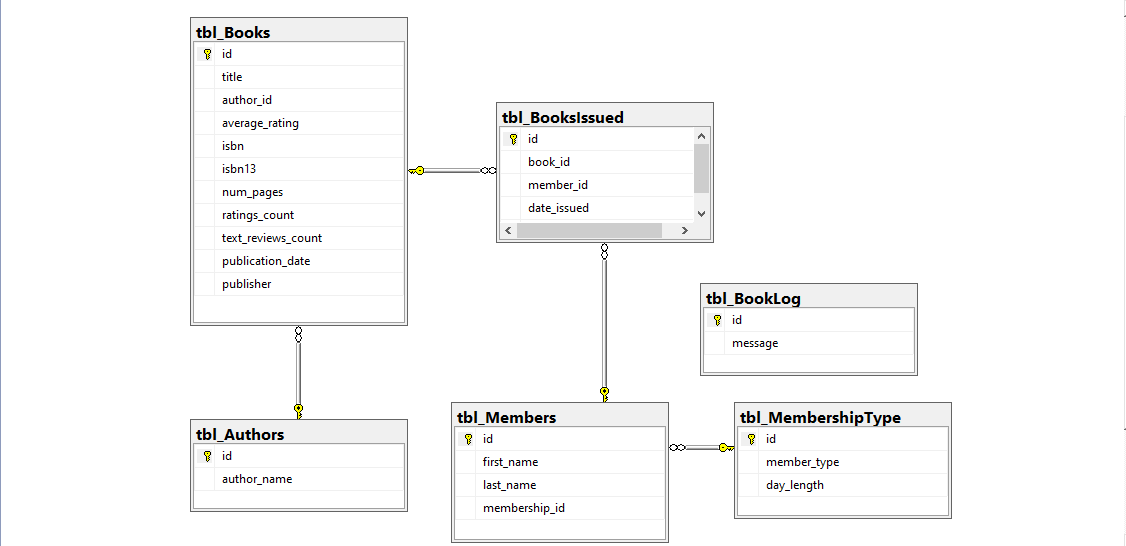 tbl_Books
id
title
author_id
average_rating
isbn
isbn13
num_pages
ratings_count
text_reviews_count
publication_date
publisher
tbl_BooksIssued
id
book_id
member_id
date_issued
tbl_BookLog
id
message
tbl_Authors
id
author_name
tbl_Members
id
first_name
last_name
membership_id
tbl_MembershipType
id
member_type
day_length